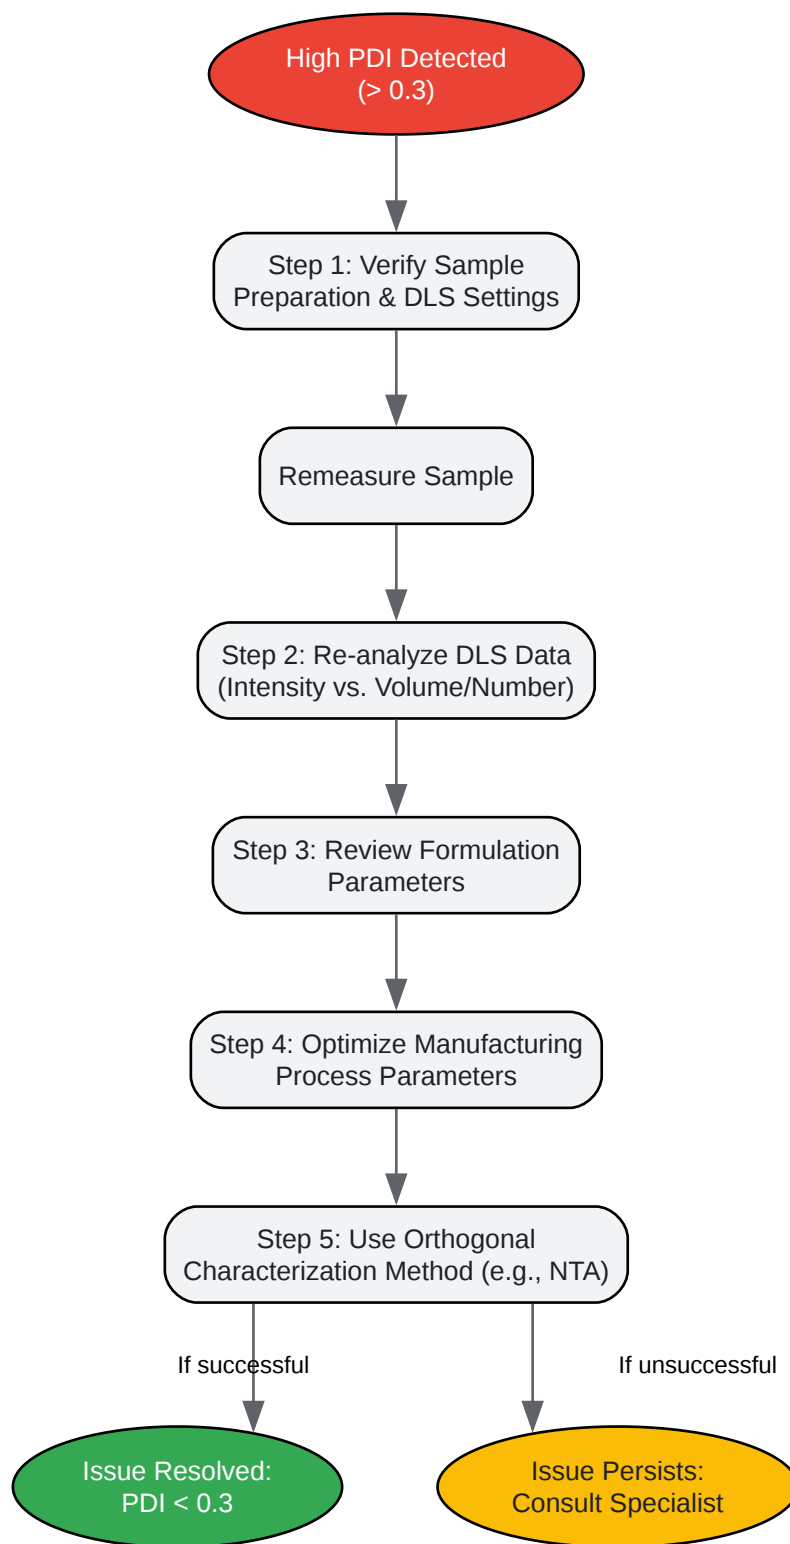 High PDI Detected
(> 0.3)
Step 1: Verify Sample
Preparation & DLS Settings
Remeasure Sample
Step 2: Re-analyze DLS Data
(Intensity vs. Volume/Number)
Step 3: Review Formulation
Parameters
Step 4: Optimize Manufacturing
Process Parameters
Step 5: Use Orthogonal
Characterization Method (e.g., NTA)
If successful
If unsuccessful
Issue Resolved:
PDI < 0.3
Issue Persists:
Consult Specialist